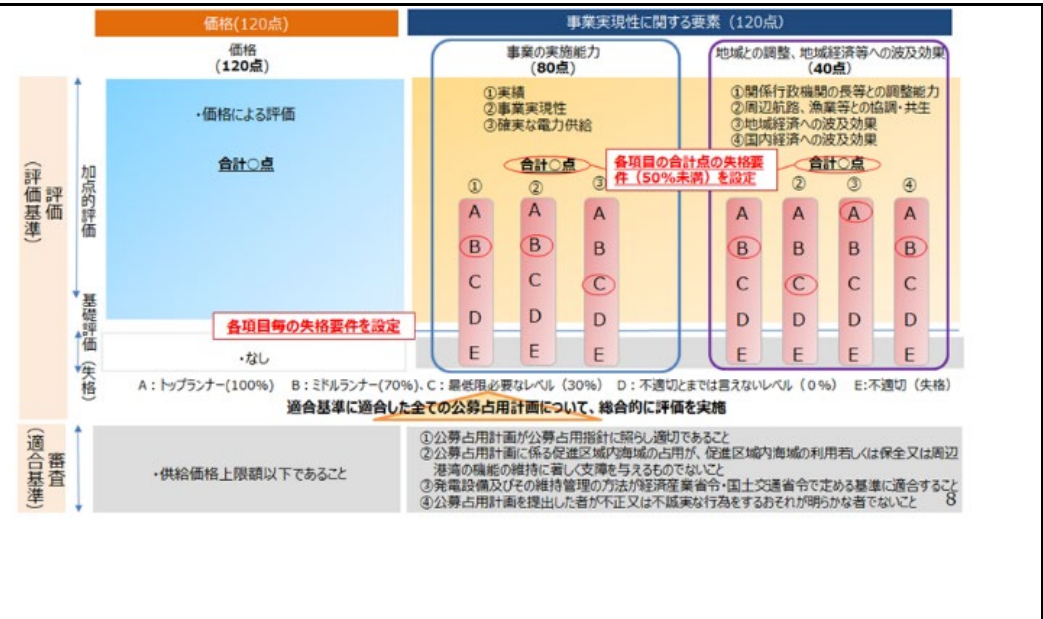 価格(120点)
事業実現性に関する要素（120点）
価格
(120点)
事業の実施能力
(80点)
地域との調整、地域経済等への波及効果
(40点)
評価
（評価基準）
加点的評価
・価格による評価
合計○点
①実績
②事業実現性
③確実な電力供給
合計○点
①関係行政機関の長等との調整能力
②周辺航路、漁業等との協調・共生
③地域経済への波及効果
④国内経済への波及効果
合計○点
各項目の合計点の失格要
件（50%未満）を設定
① ② ③ ② ③ ④
A A A A A A A
B B B B B B B
C C C C C C C
D D D D D D D
E E E E E E E
基礎評価（失格）
各項目毎の失格要件を設定
・なし
A：トップランナー(100%) B：ミドルランナー(70%)、C：最低限必要なレベル（30%） D：不適切とまでは言えないレベル（０％） E:不適切（失格）
適合基準に適合した全ての公募占用計画について、総合的に評価を実施
審査
（適合基準）
・供給価格上限額以下であること
①公募占用計画が公募占用指針に照らし適切であること
②公募占用計画に係る促進区域内海域の占用が、促進区域内海域の利用若しくは保全又は周辺
港湾の機能の維持に著しく支障を与えるものでないこと
③発電設備及びその維持管理の方法が経済産業省令・国土交通省令で定める基準に適合すること
④公募占用計画を提出した者が不正又は不誠実な行為をするおそれが明らかな者でないこと
8